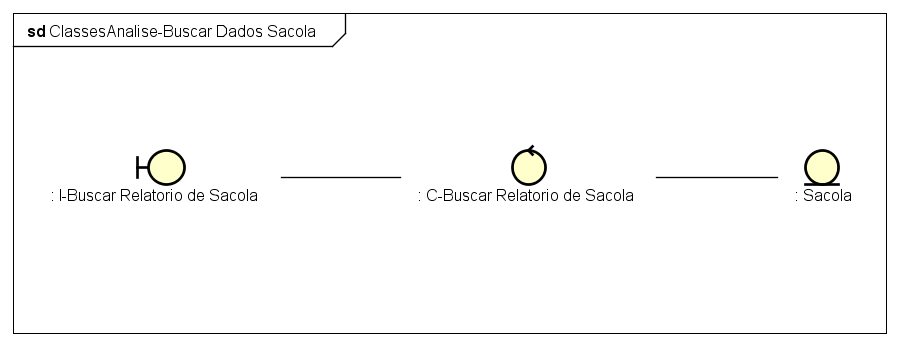 sd ClassesAnalise-Buscar Dados Sacola
: I-Buscar Relatorio de Sacola
: C-Buscar Relatorio de Sacola
: Sacola